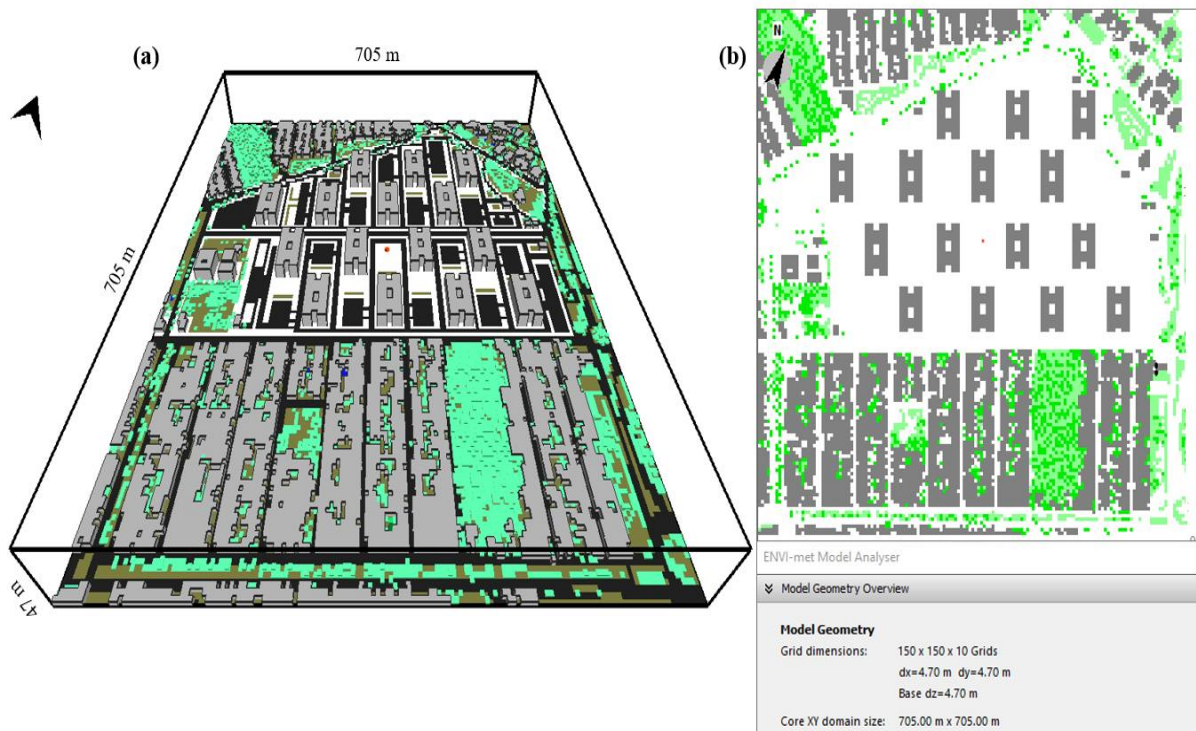 (a)
705 m
705 m
47 m
(b)
N
ENVI-met Model Analyser
Model Geometry Overview
Model Geometry
Grid dimensions: 150 x 150 x 10 Grids
dx=4.70 m dy=4.70 m
Base dz=4.70 m
Core XY domain size: 705.00 m x 705.00 m